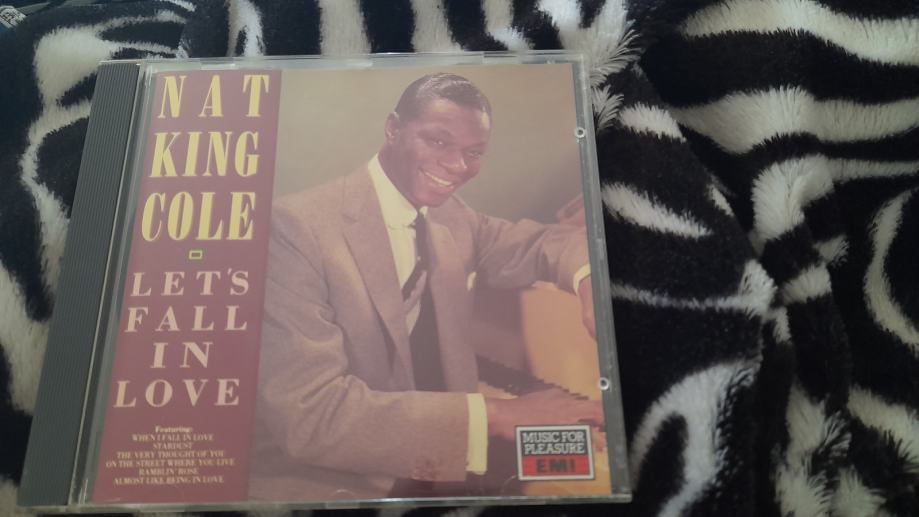 NAT
KING
COLE
LET'S
FALL
IN
LOVE
Featuring:
WHEN I FALL IN LOVE
STARDUST
THE VERY THOUGHT OF YOU
ON THE STREET WHERE YOU LIVE
RAMBLIN' ROSE
ALMOST LIKE BEING IN LOVE
MUSIC FOR
PLEASURE
EMI